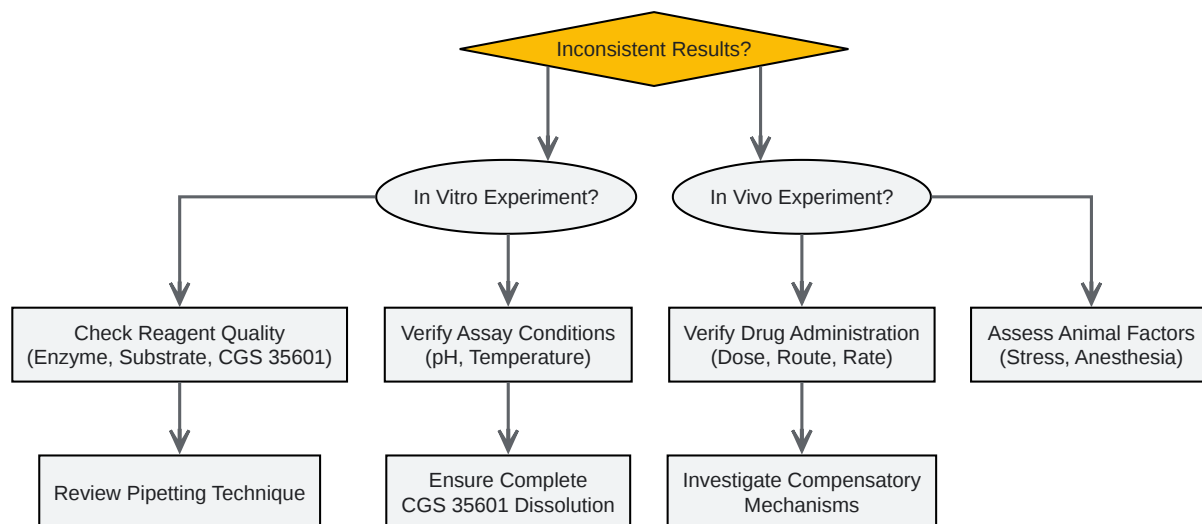 Inconsistent Results?
In Vitro Experiment?
In Vivo Experiment?
Check Reagent Quality
(Enzyme, Substrate, CGS 35601)
Verify Assay Conditions
(pH, Temperature)
Verify Drug Administration
(Dose, Route, Rate)
Assess Animal Factors
(Stress, Anesthesia)
Review Pipetting Technique
Ensure Complete
CGS 35601 Dissolution
Investigate Compensatory
Mechanisms